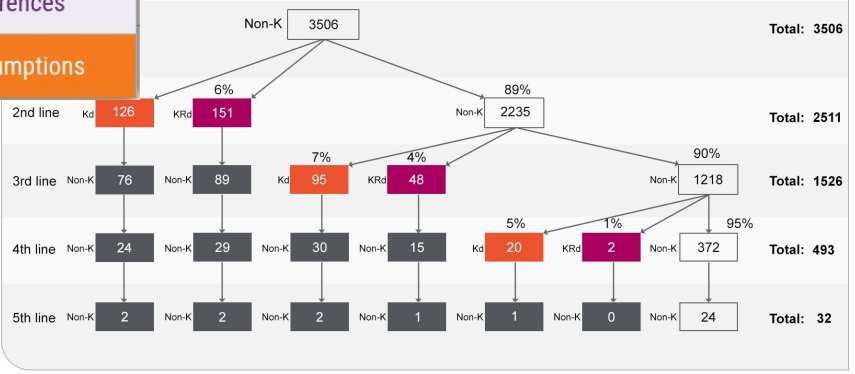 Non-K 3506 Total: 3506
6% 89%
2nd line Kd 126 KRd 151 Non-K 2235 Total: 2511
7% 4% 90%
3rd line Non-K 76 Non-K 89 Kd 95 KRd 48 Non-K 1218 Total: 1526
5% 1% 95%
4th line Non-K 24 Non-K 29 Non-K 30 Non-K 15 Kd 20 KRd 2 Non-K 372 Total: 493
5th line Non-K 2 Non-K 2 Non-K 2 Non-K 1 Non-K 1 Non-K 0 Non-K 24 Total: 32